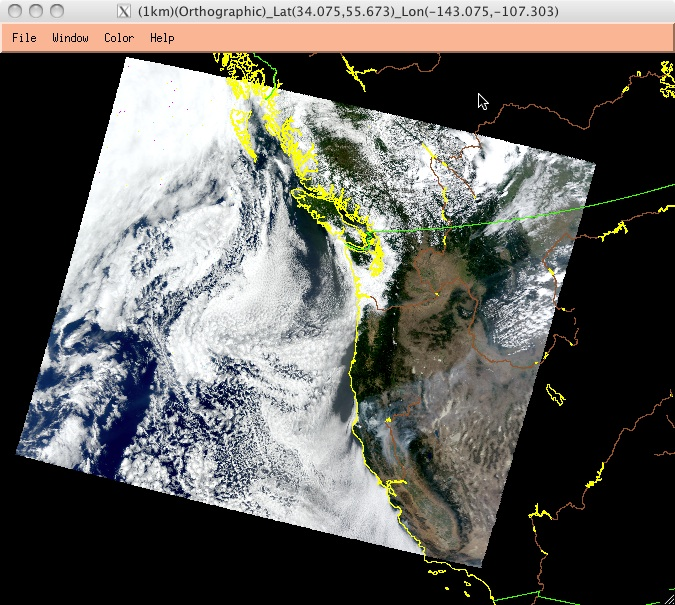 (1km)(Orthographic)_Lat(34.075,55.673)_Lon(-143.075,-107.303)
File Window Color Help